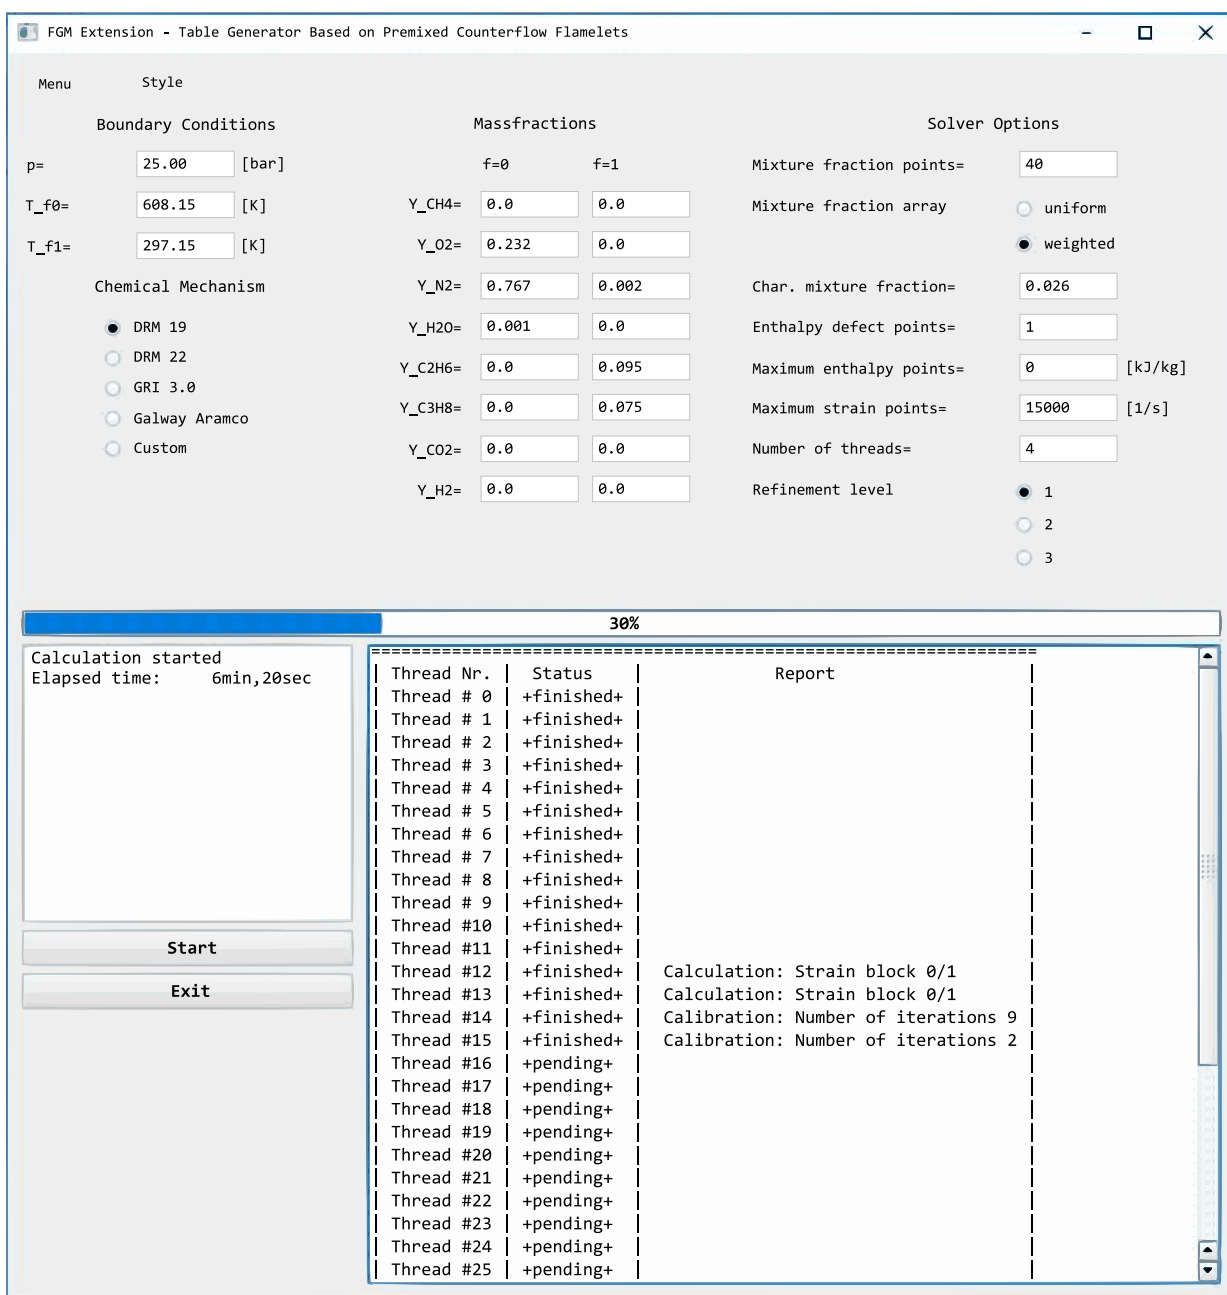 FGM Extension - Table Generator Based on Premixed Counterflow Flamelets
Menu Style
Boundary Conditions
p= 25.00 [bar]
T_f0= 608.15 [K]
T_f1= 297.15 [K]
Chemical Mechanism
DRM 19
DRM 22
GRI 3.0
Galway Aramco
Custom
Massfractions
f=0 f=1
Y_CH4= 0.0 0.0
Y_O2= 0.232 0.0
Y_N2= 0.767 0.002
Y_H2O= 0.001 0.0
Y_C2H6= 0.0 0.095
Y_C3H8= 0.0 0.075
Y_CO2= 0.0 0.0
Y_H2= 0.0 0.0
Solver Options
Mixture fraction points= 40
Mixture fraction array uniform
weighted
Char. mixture fraction= 0.026
Enthalpy defect points= 1
Maximum enthalpy points= 0 [kJ/kg]
Maximum strain points= 15000 [1/s]
Number of threads= 4
Refinement level 1
2
3
30%
Calculation started
Elapsed time: 6min,20sec
Start
Exit
===================================================================
| Thread Nr. | Status | Report |
| Thread # 0 | +finished+ | |
| Thread # 1 | +finished+ | |
| Thread # 2 | +finished+ | |
| Thread # 3 | +finished+ | |
| Thread # 4 | +finished+ | |
| Thread # 5 | +finished+ | |
| Thread # 6 | +finished+ | |
| Thread # 7 | +finished+ | |
| Thread # 8 | +finished+ | |
| Thread # 9 | +finished+ | |
| Thread #10 | +finished+ | |
| Thread #11 | +finished+ | |
| Thread #12 | +finished+ | Calculation: Strain block 0/1 |
| Thread #13 | +finished+ | Calculation: Strain block 0/1 |
| Thread #14 | +finished+ | Calibration: Number of iterations 9 |
| Thread #15 | +finished+ | Calibration: Number of iterations 2 |
| Thread #16 | +pending+ | |
| Thread #17 | +pending+ | |
| Thread #18 | +pending+ | |
| Thread #19 | +pending+ | |
| Thread #20 | +pending+ | |
| Thread #21 | +pending+ | |
| Thread #22 | +pending+ | |
| Thread #23 | +pending+ | |
| Thread #24 | +pending+ | |
| Thread #25 | +pending+ | |